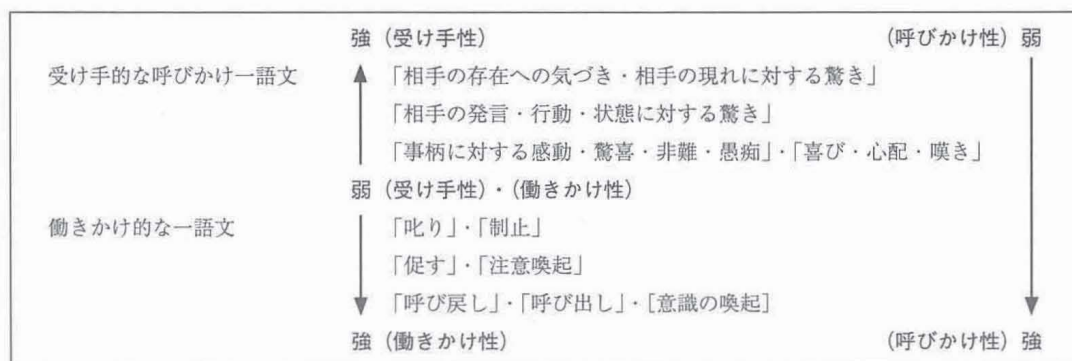 強（受け手性） （呼びかけ性）弱
受け手的な呼びかけ一語文 「相手の存在への気づき・相手の現れに対する驚き」
「相手の発言・行動・状態に対する驚き」
「事柄に対する感動・驚喜・非難・愚痴」・「喜び・心配・嘆き」
弱（受け手性）・（働きかけ性）
働きかけ的な一語文 「叱り」・「制止」
「促す」・「注意喚起」
「呼び戻し」・「呼び出し」・［意識の喚起］
強（働きかけ性） （呼びかけ性）強